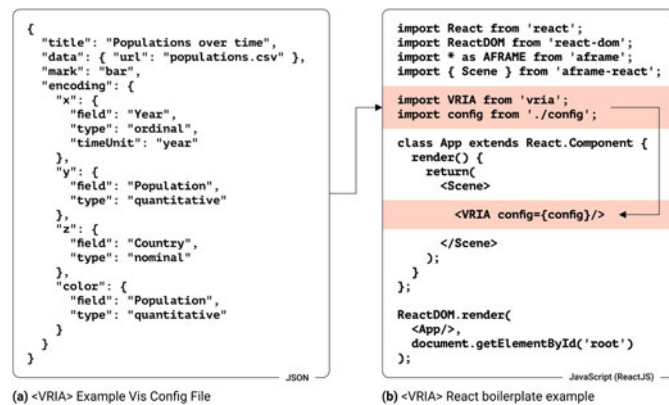 {
  "title": "Populations over time",
  "data": { "url": "populations.csv" },
  "mark": "bar",
  "encoding": {
    "x": {
      "field": "Year",
      "type": "ordinal",
      "timeUnit": "year"
    },
    "y": {
      "field": "Population",
      "type": "quantitative"
    },
    "z": {
      "field": "Country",
      "type": "nominal"
    },
    "color": {
      "field": "Population",
      "type": "quantitative"
    }
  }
}
JSON
(a) <VRIA> Example Vis Config File
import React from 'react';
import ReactDOM from 'react-dom';
import * as AFRAME from 'aframe';
import { Scene } from 'aframe-react';
import VRIA from 'vria';
import config from './config';
class App extends React.Component {
  render() {
    return(
      <Scene>
        <VRIA config={config}/>
      </Scene>
    );
  }
};
ReactDOM.render(
  <App/>,
  document.getElementById('root')
);
JavaScript (ReactJS)
(b) <VRIA> React boilerplate example